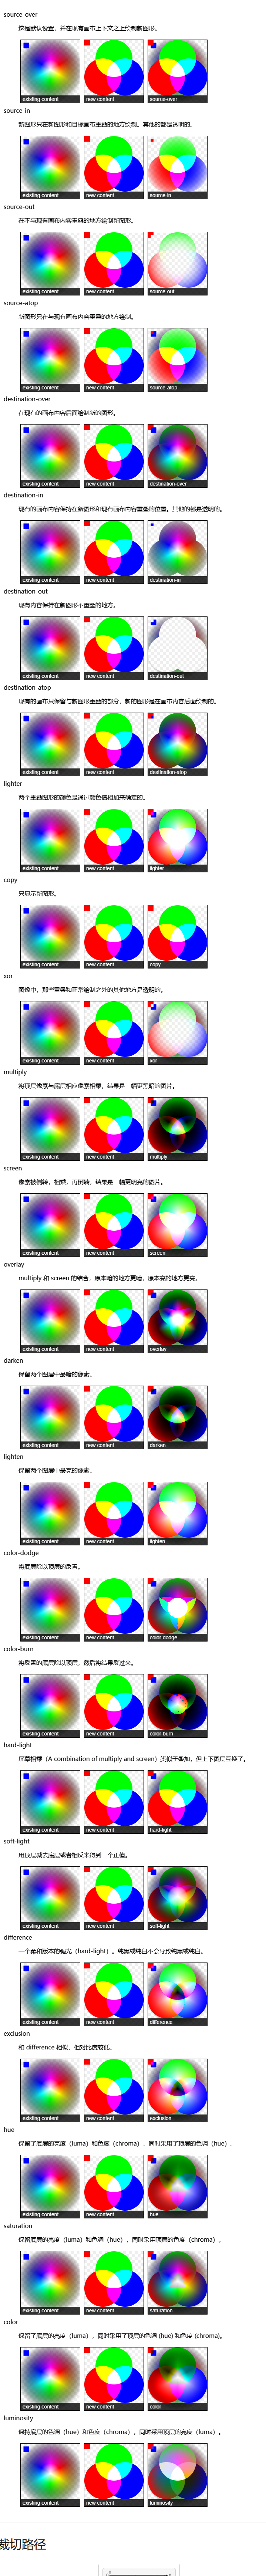 source-over
这是默认设置，并在现有画布上下文之上绘制新图形。
existing content new content source-over
source-in
新图形只在新图形和目标画布重叠的地方绘制。其他的都是透明的。
existing content new content source-in
source-out
在不与现有画布内容重叠的地方绘制新图形。
existing content new content source-out
source-atop
新图形只在与现有画布内容重叠的地方绘制。
existing content new content source-atop
destination-over
在现有的画布内容后面绘制新的图形。
existing content new content destination-over
destination-in
现有的画布内容保持在新图形和现有画布内容重叠的位置。其他的都是透明的。
existing content new content destination-in
destination-out
现有内容保持在新图形不重叠的地方。
existing content new content destination-out
destination-atop
现有的画布只保留与新图形重叠的部分，新的图形是在画布内容后面绘制的。
existing content new content destination-atop
lighter
两个重叠图形的颜色是通过颜色值相加来确定的。
existing content new content lighter
copy
只显示新图形。
existing content new content copy
xor
图像中，那些重叠和正常绘制之外的其他地方是透明的。
existing content new content xor
multiply
将顶层像素与底层相应像素相乘，结果是一幅更黑暗的图片。
existing content new content multiply
screen
像素被倒转，相乘，再倒转，结果是一幅更明亮的图片。
existing content new content screen
overlay
multiply 和 screen 的结合，原本暗的地方更暗，原本亮的地方更亮。
existing content new content overlay
darken
保留两个图层中最暗的像素。
existing content new content darken
lighten
保留两个图层中最亮的像素。
existing content new content lighten
color-dodge
将底层除以顶层的反置。
existing content new content color-dodge
color-burn
将反置的底层除以顶层，然后将结果反过来。
existing content new content color-burn
hard-light
屏幕相乘（A combination of multiply and screen）类似于叠加，但上下图层互换了。
existing content new content hard-light
soft-light
用顶层减去底层或者相反来得到一个正值。
existing content new content soft-light
difference
一个柔和版本的强光（hard-light）。纯黑或纯白不会导致纯黑或纯白。
existing content new content difference
exclusion
和 difference 相似，但对比度较低。
existing content new content exclusion
hue
保留了底层的亮度（luma）和色度（chroma），同时采用了顶层的色调（hue）。
existing content new content hue
saturation
保留底层的亮度（luma）和色调（hue），同时采用顶层的色度（chroma）。
existing content new content saturation
color
保留了底层的亮度（luma），同时采用了顶层的色调 (hue) 和色度 (chroma)。
existing content new content color
luminosity
保持底层的色调（hue）和色度（chroma），同时采用顶层的亮度（luma）。
existing content new content luminosity
裁切路径